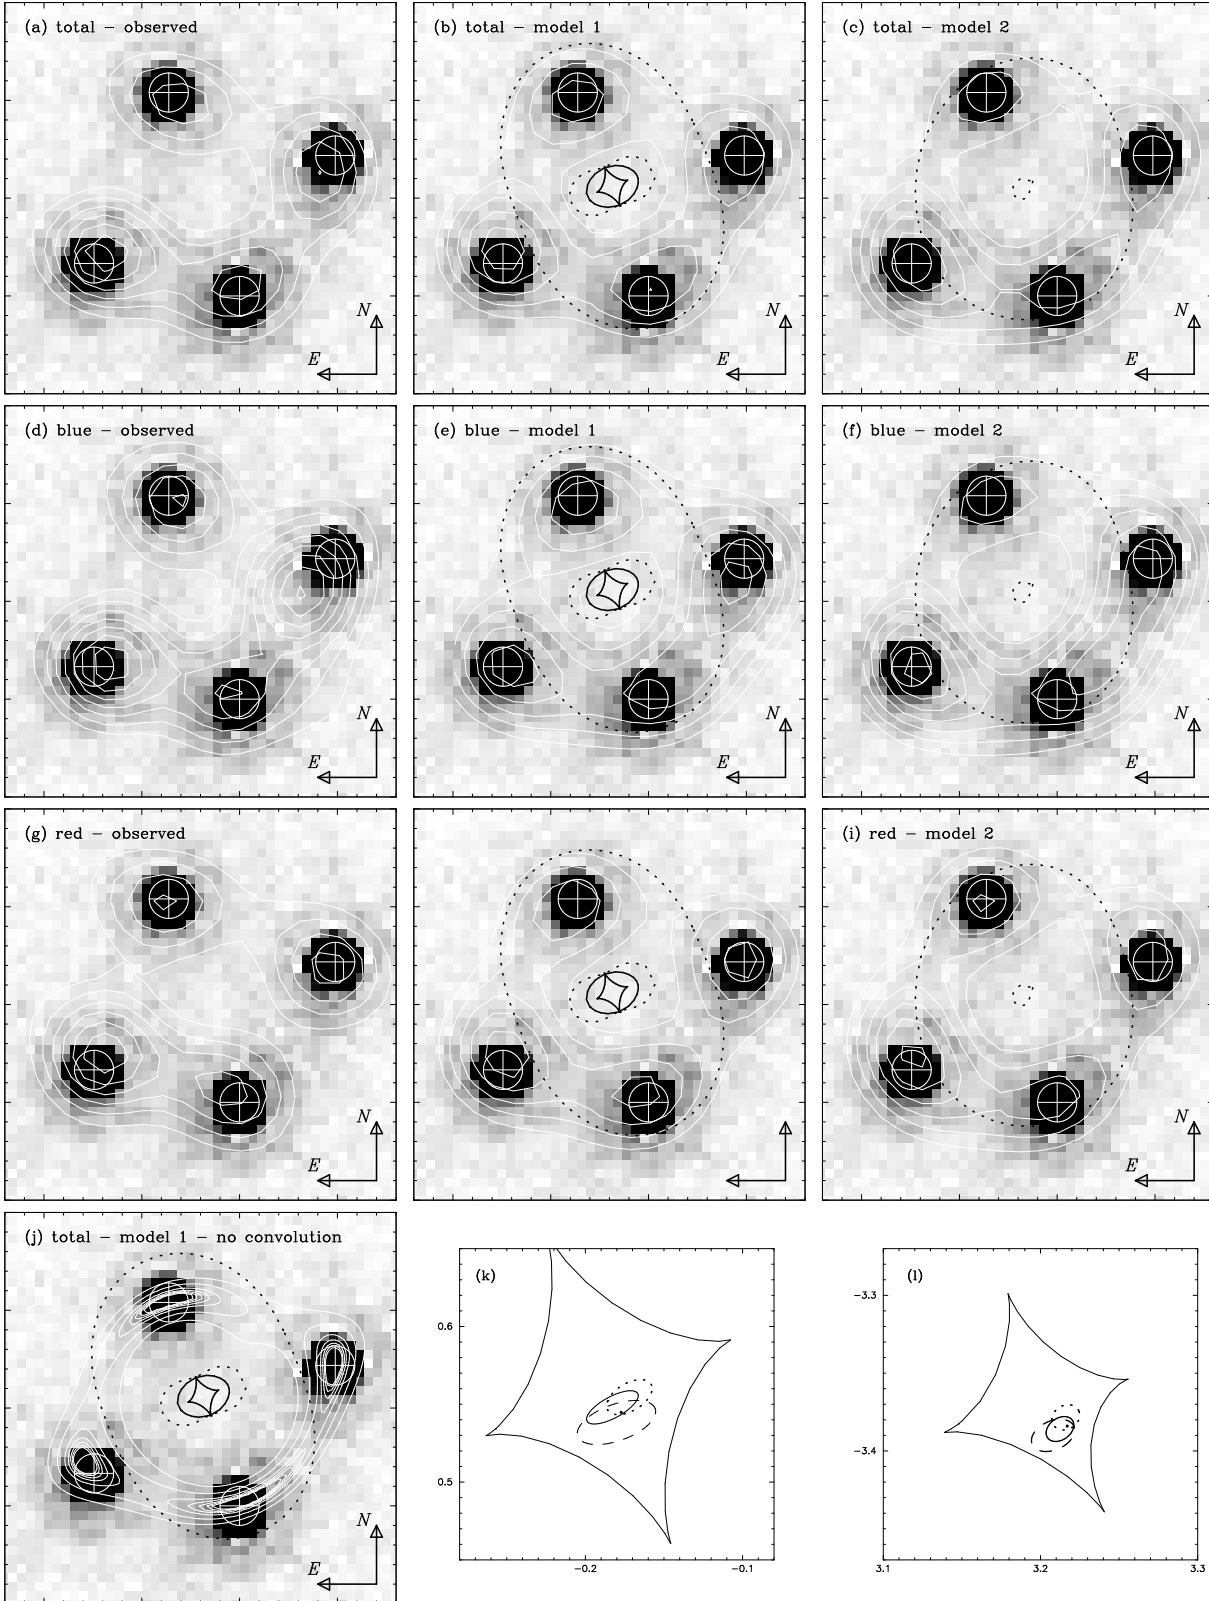 (a) total – observed
N
E
(b) total – model 1
N
E
(c) total – model 2
N
E
(d) blue – observed
N
E
(e) blue – model 1
N
E
(f) blue – model 2
N
E
(g) red – observed
N
E
(i) red – model 2
N
E
(j) total – model 1 – no convolution
N
E
(k)
0.6
0.5
-0.2
-0.1
(l)
-3.3
-3.4
3.1
3.2
3.3